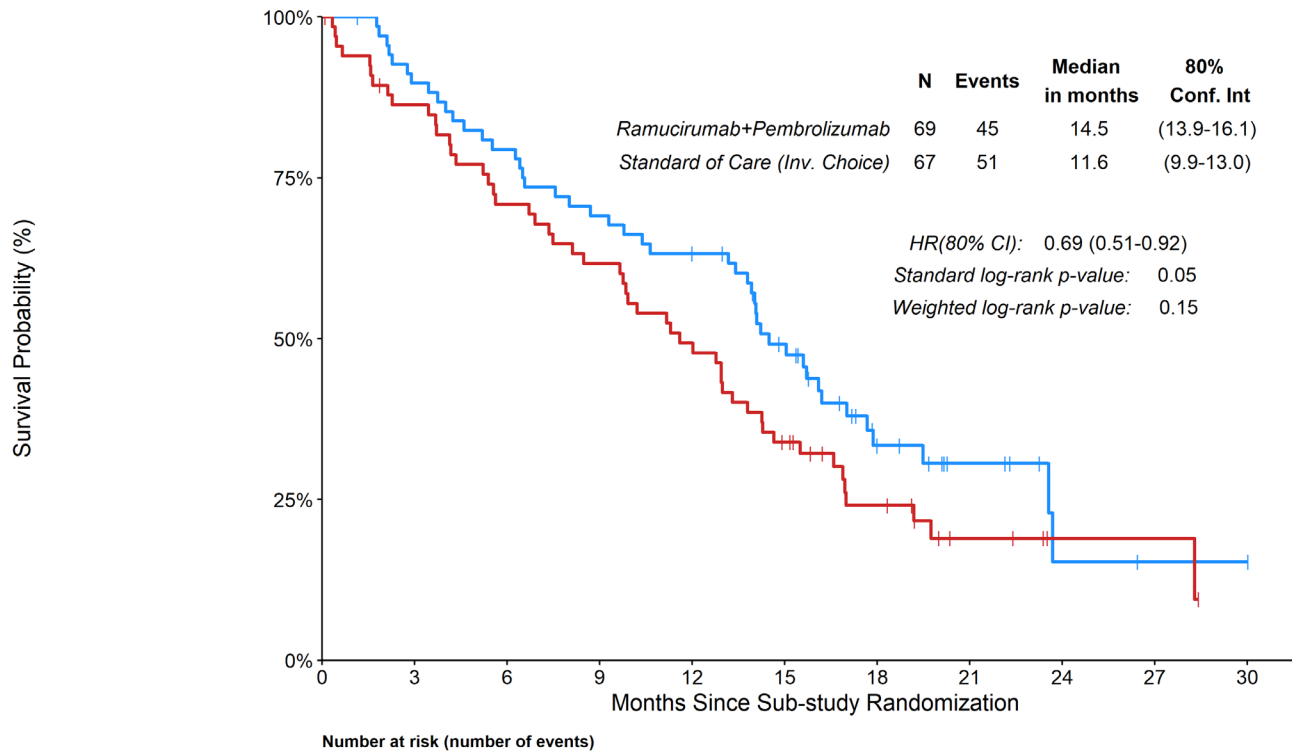 Survival Probability (%)
100%
75%
50%
25%
0%
N Events Median in months 80% Conf. Int
Ramucirumab+Pembrolizumab 69 45 14.5 (13.9-16.1)
Standard of Care (Inv. Choice) 67 51 11.6 (9.9-13.0)
HR(80% CI): 0.69 (0.51-0.92)
Standard log-rank p-value: 0.05
Weighted log-rank p-value: 0.15
0 3 6 9 12 15 18 21 24 27 30
Months Since Sub-study Randomization
Number at risk (number of events)